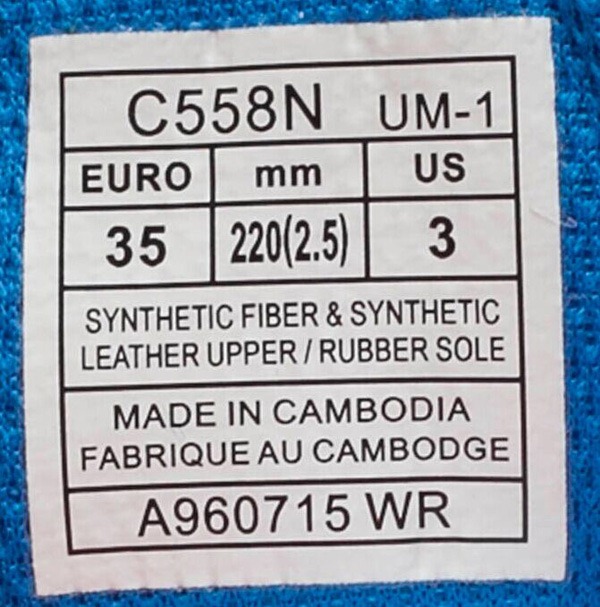 C558N UM-1
EURO mm US
35 220(2.5) 3
SYNTHETIC FIBER & SYNTHETIC
LEATHER UPPER / RUBBER SOLE
MADE IN CAMBODIA
FABRIQUE AU CAMBODGE
A960715 WR